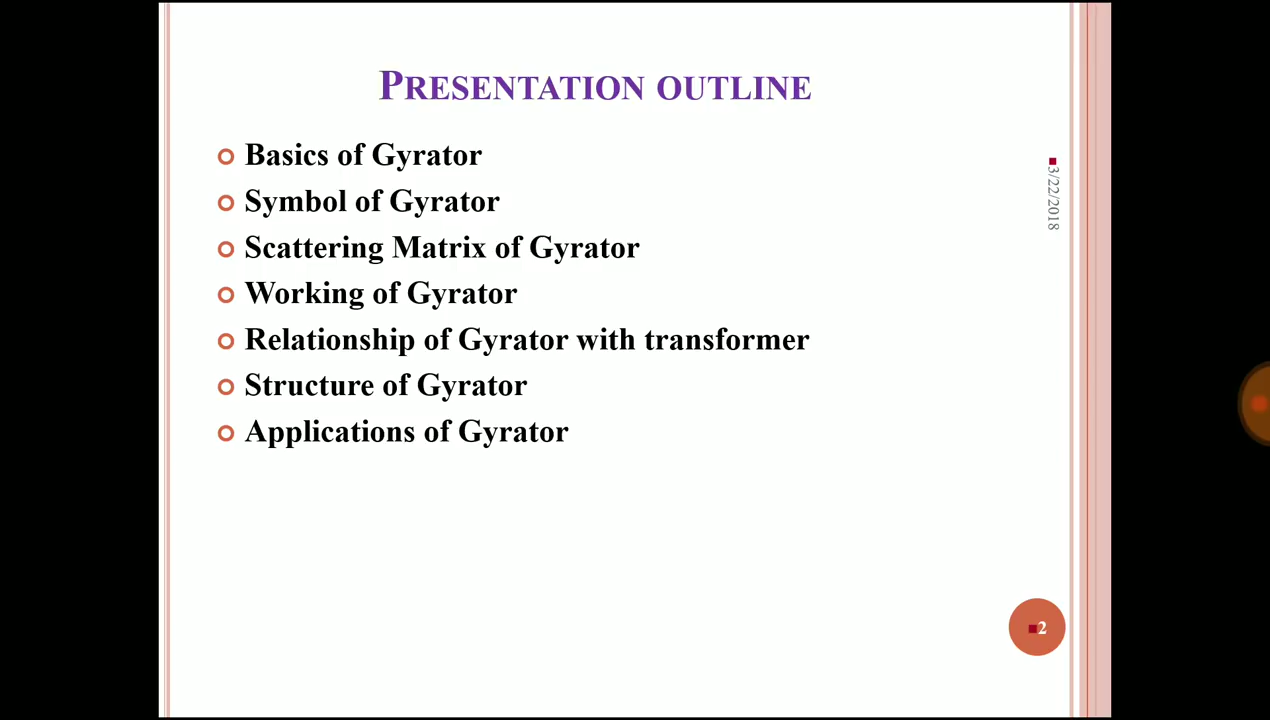 PRESENTATION OUTLINE
Basics of Gyrator
Symbol of Gyrator
Scattering Matrix of Gyrator
Working of Gyrator
Relationship of Gyrator with transformer
Structure of Gyrator
Applications of Gyrator
3/22/2018
2